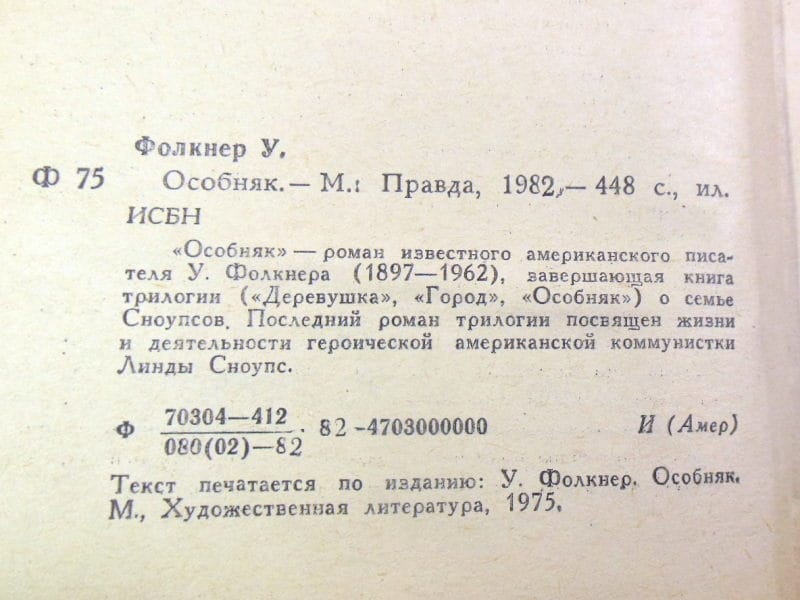 Фолкнер У.
Ф 75 Особняк. — М.: Правда, 1982, — 448 с., ил.
ИСБН
«Особняк» — роман известного американского писа-
теля У. Фолкнера (1897—1962), завершающая книга
трилогии («Деревушка», «Город», «Особняк») о семье
Сноупсов. Последний роман трилогии посвящен жизни
и деятельности героической американской коммунистки
Линды Сноупс.
Ф 70304—412
080(02)—82 · 82 -4703000000 И (Амер)
Текст печатается по изданию: У. Фолкнер. Особняк.
М., Художественная литература, 1975.